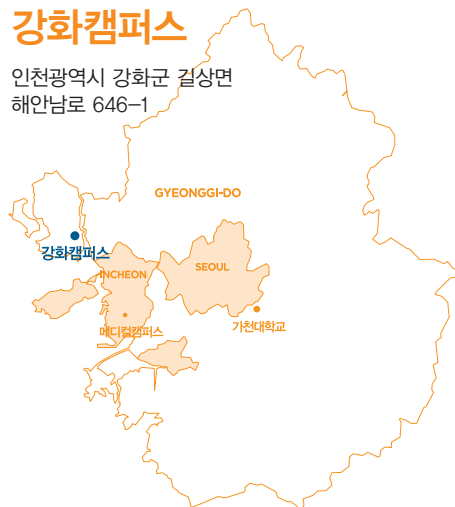 강화캠퍼스
인천광역시 강화군 길상면
해안남로 646-1
GYEONGGI-DO
강화캠퍼스
INCHEON
SEOUL
메디컬캠퍼스
가천대학교